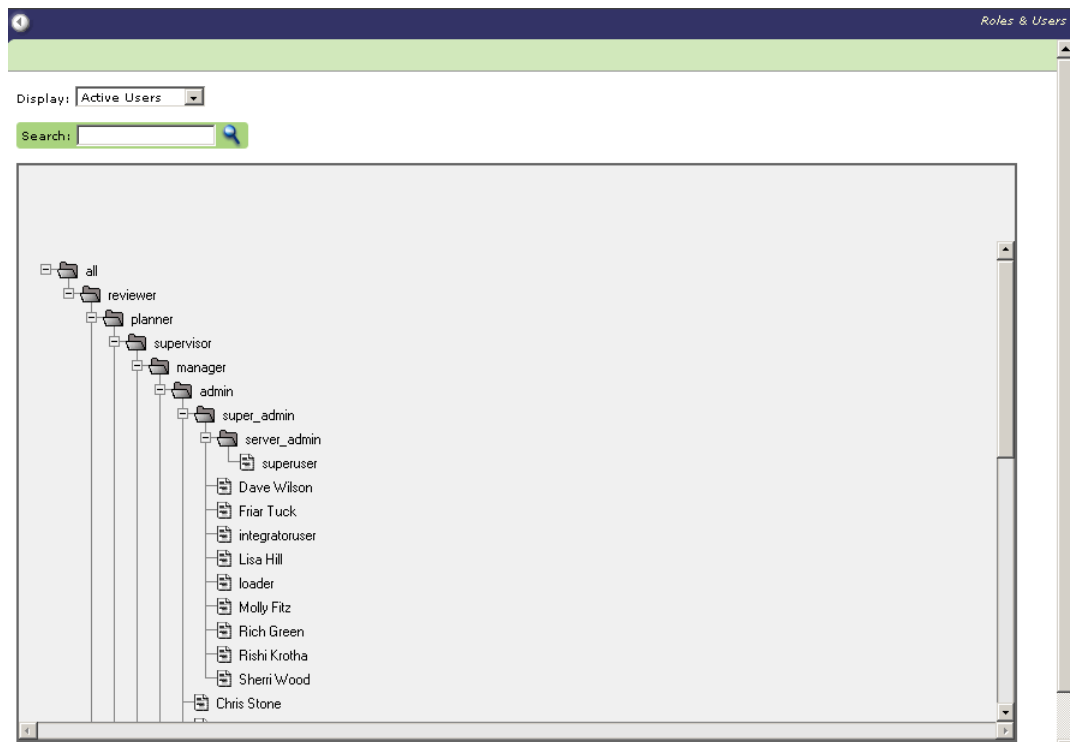 Roles & Users
Display: Active Users
Search:
all
reviewer
planner
supervisor
manager
admin
super_admin
server_admin
superuser
Dave Wilson
Friar Tuck
integratoruser
Lisa Hill
loader
Molly Fitz
Rich Green
Rishi Krotha
Sherri Wood
Chris Stone